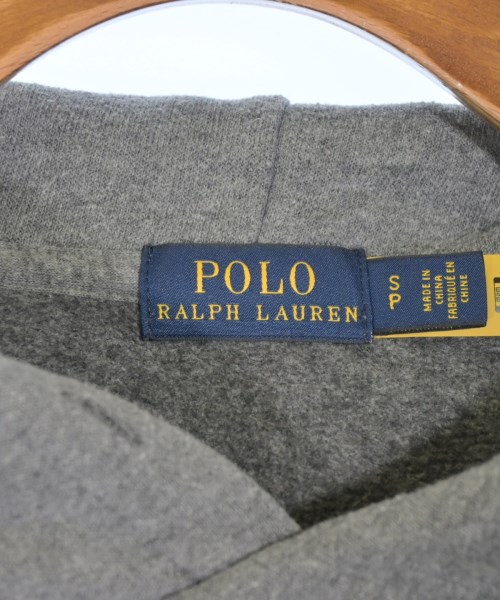 POLO
RALPH LAUREN
S
P
MADE IN
CHINA
FABRIQUÉ EN
CHINE